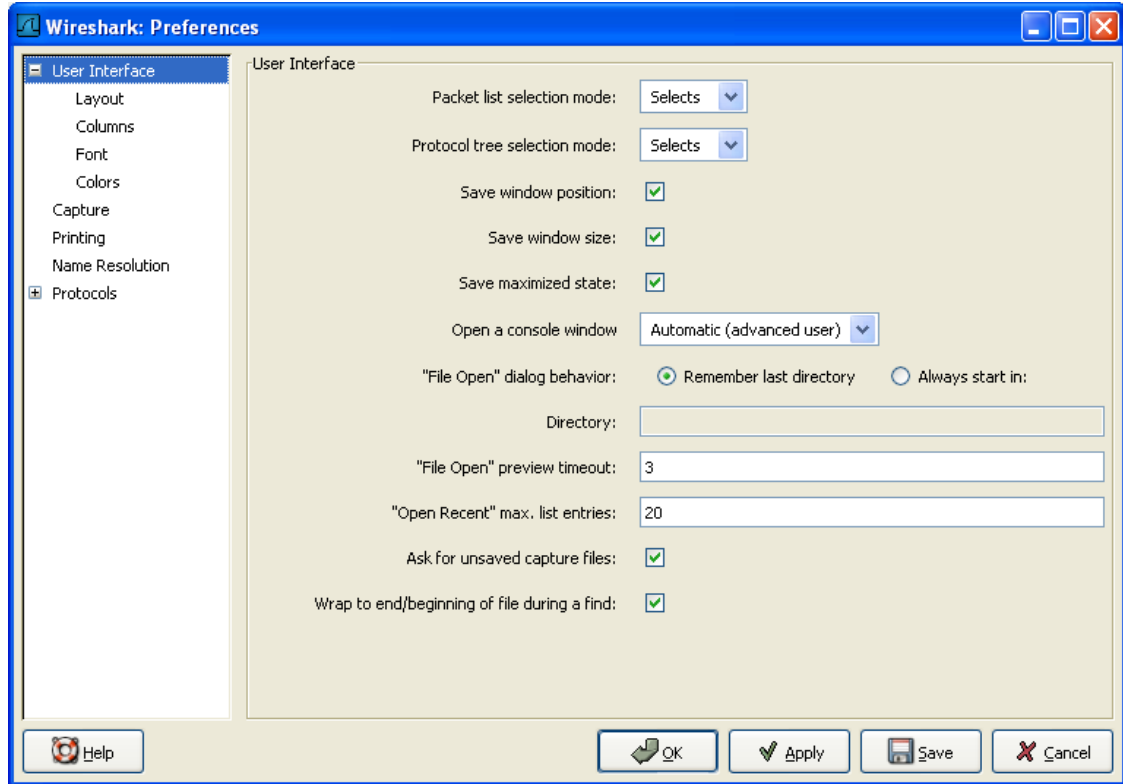 Wireshark: Preferences
User Interface
Layout
Columns
Font
Colors
Capture
Printing
Name Resolution
Protocols
User Interface
Packet list selection mode: Selects
Protocol tree selection mode: Selects
Save window position:
Save window size:
Save maximized state:
Open a console window Automatic (advanced user)
"File Open" dialog behavior: Remember last directory Always start in:
Directory:
"File Open" preview timeout: 3
"Open Recent" max. list entries: 20
Ask for unsaved capture files:
Wrap to end/beginning of file during a find:
Help OK Apply Save Cancel